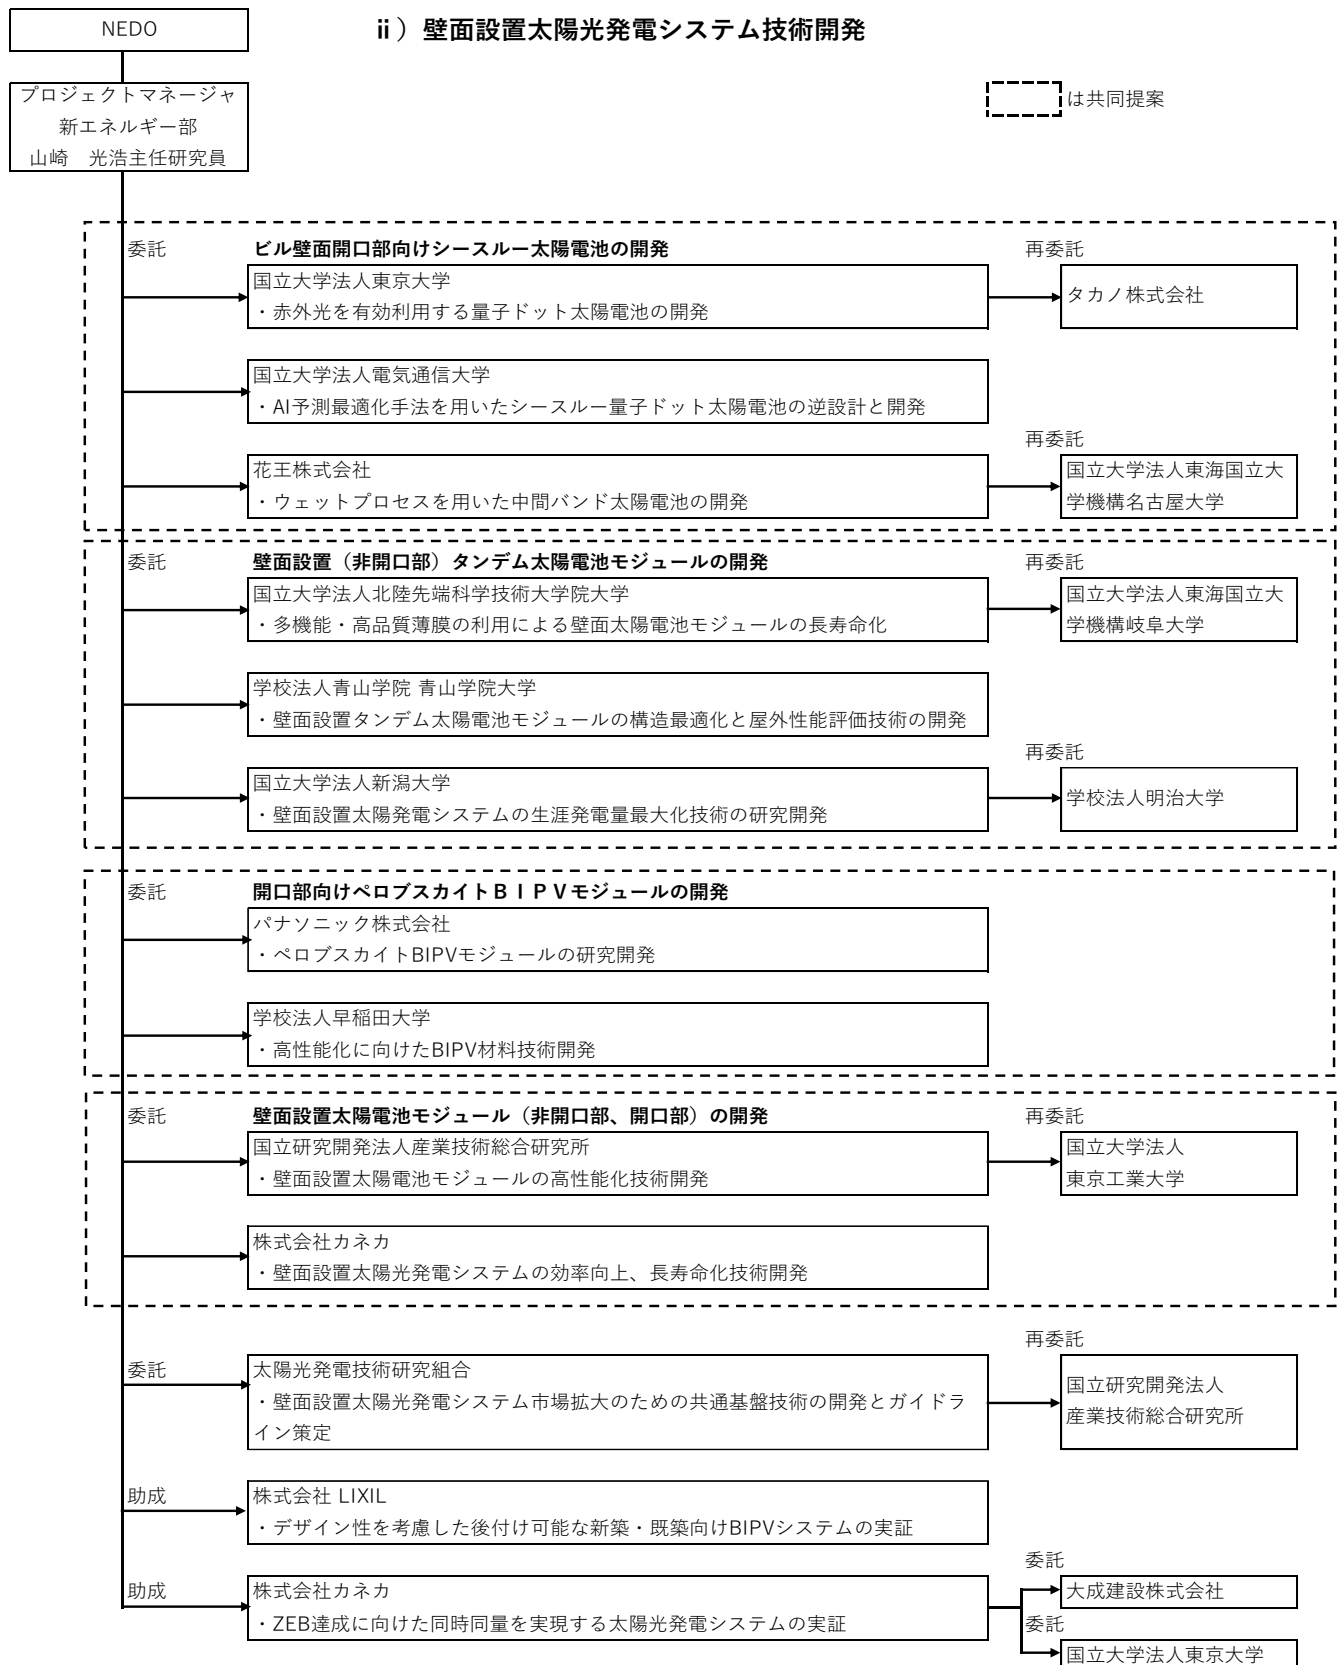 NEDO
ⅱ）壁面設置太陽光発電システム技術開発
プロジェクトマネージャ
新エネルギー部
山崎　光浩主任研究員
は共同提案
委託
ビル壁面開口部向けシースルー太陽電池の開発
再委託
国立大学法人東京大学
・赤外光を有効利用する量子ドット太陽電池の開発
タカノ株式会社
国立大学法人電気通信大学
・AI予測最適化手法を用いたシースルー量子ドット太陽電池の逆設計と開発
再委託
花王株式会社
・ウェットプロセスを用いた中間バンド太陽電池の開発
国立大学法人東海国立大
学機構名古屋大学
委託
壁面設置（非開口部）タンデム太陽電池モジュールの開発
再委託
国立大学法人北陸先端科学技術大学院大学
・多機能・高品質薄膜の利用による壁面太陽電池モジュールの長寿命化
国立大学法人東海国立大
学機構岐阜大学
学校法人青山学院 青山学院大学
・壁面設置タンデム太陽電池モジュールの構造最適化と屋外性能評価技術の開発
再委託
国立大学法人新潟大学
・壁面設置太陽発電システムの生涯発電量最大化技術の研究開発
学校法人明治大学
委託
開口部向けペロブスカイトＢＩＰＶモジュールの開発
パナソニック株式会社
・ペロブスカイトBIPVモジュールの研究開発
学校法人早稲田大学
・高性能化に向けたBIPV材料技術開発
委託
壁面設置太陽電池モジュール（非開口部、開口部）の開発
再委託
国立研究開発法人産業技術総合研究所
・壁面設置太陽電池モジュールの高性能化技術開発
国立大学法人
東京工業大学
株式会社カネカ
・壁面設置太陽光発電システムの効率向上、長寿命化技術開発
再委託
委託
太陽光発電技術研究組合
・壁面設置太陽光発電システム市場拡大のための共通基盤技術の開発とガイドラ
イン策定
国立研究開発法人
産業技術総合研究所
助成
株式会社 LIXIL
・デザイン性を考慮した後付け可能な新築・既築向けBIPVシステムの実証
委託
助成
株式会社カネカ
・ZEB達成に向けた同時同量を実現する太陽光発電システムの実証
大成建設株式会社
委託
国立大学法人東京大学